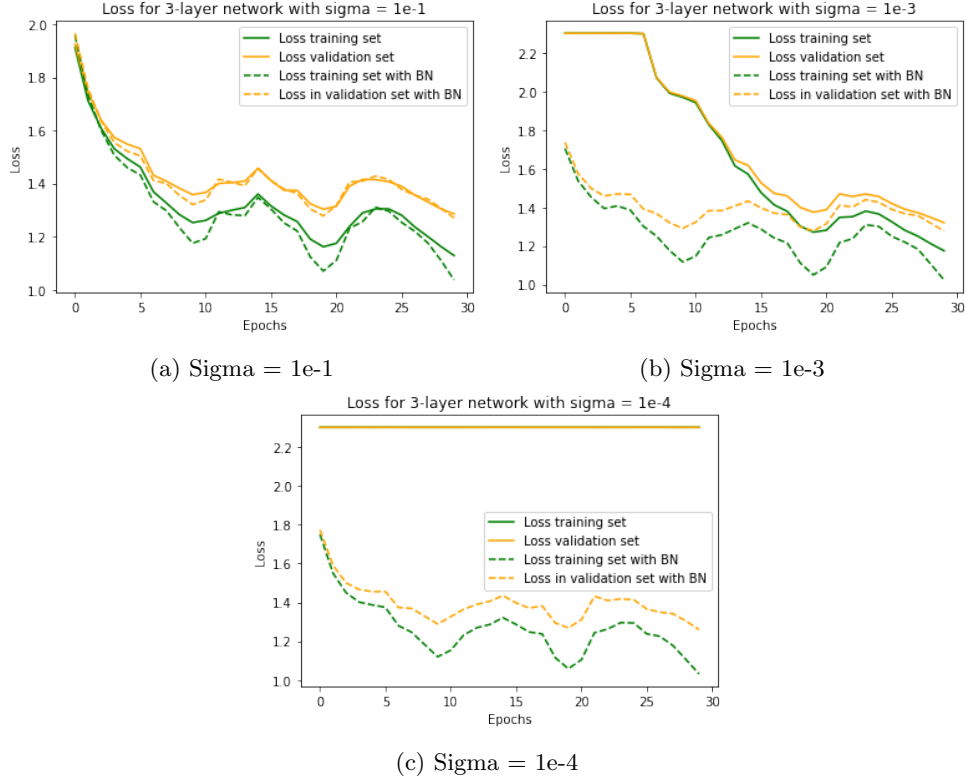 Loss for 3-layer network with sigma = 1e-1
2.0
1.8
1.6
1.4
1.2
1.0
Loss
Loss training set
Loss validation set
Loss training set with BN
Loss in validation set with BN
0 5 10 15 20 25 30
Epochs
(a) Sigma = 1e-1
Loss for 3-layer network with sigma = 1e-3
2.2
2.0
1.8
1.6
1.4
1.2
1.0
Loss
Loss training set
Loss validation set
Loss training set with BN
Loss in validation set with BN
0 5 10 15 20 25 30
Epochs
(b) Sigma = 1e-3
Loss for 3-layer network with sigma = 1e-4
2.2
2.0
1.8
1.6
1.4
1.2
1.0
Loss
Loss training set
Loss validation set
Loss training set with BN
Loss in validation set with BN
0 5 10 15 20 25 30
Epochs
(c) Sigma = 1e-4